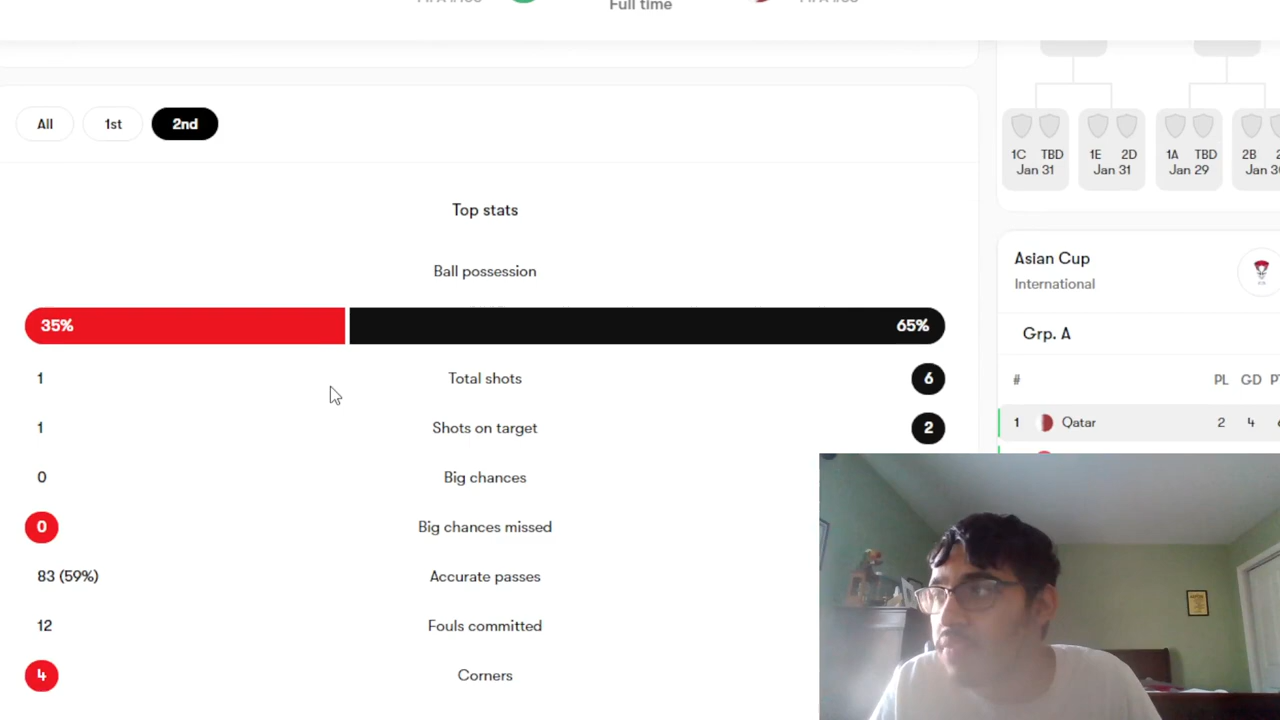 Full time
All
1st
2nd
Top stats
Ball possession
35%
65%
1
Total shots
6
1
Shots on target
2
0
Big chances
0
Big chances missed
83 (59%)
Accurate passes
12
Fouls committed
4
Corners
1C TBD
Jan 31
1E 2D
Jan 31
1A TBD
Jan 29
2B
Jan
Asian Cup
International
Grp. A
# PL GD
1 Qatar 2 4